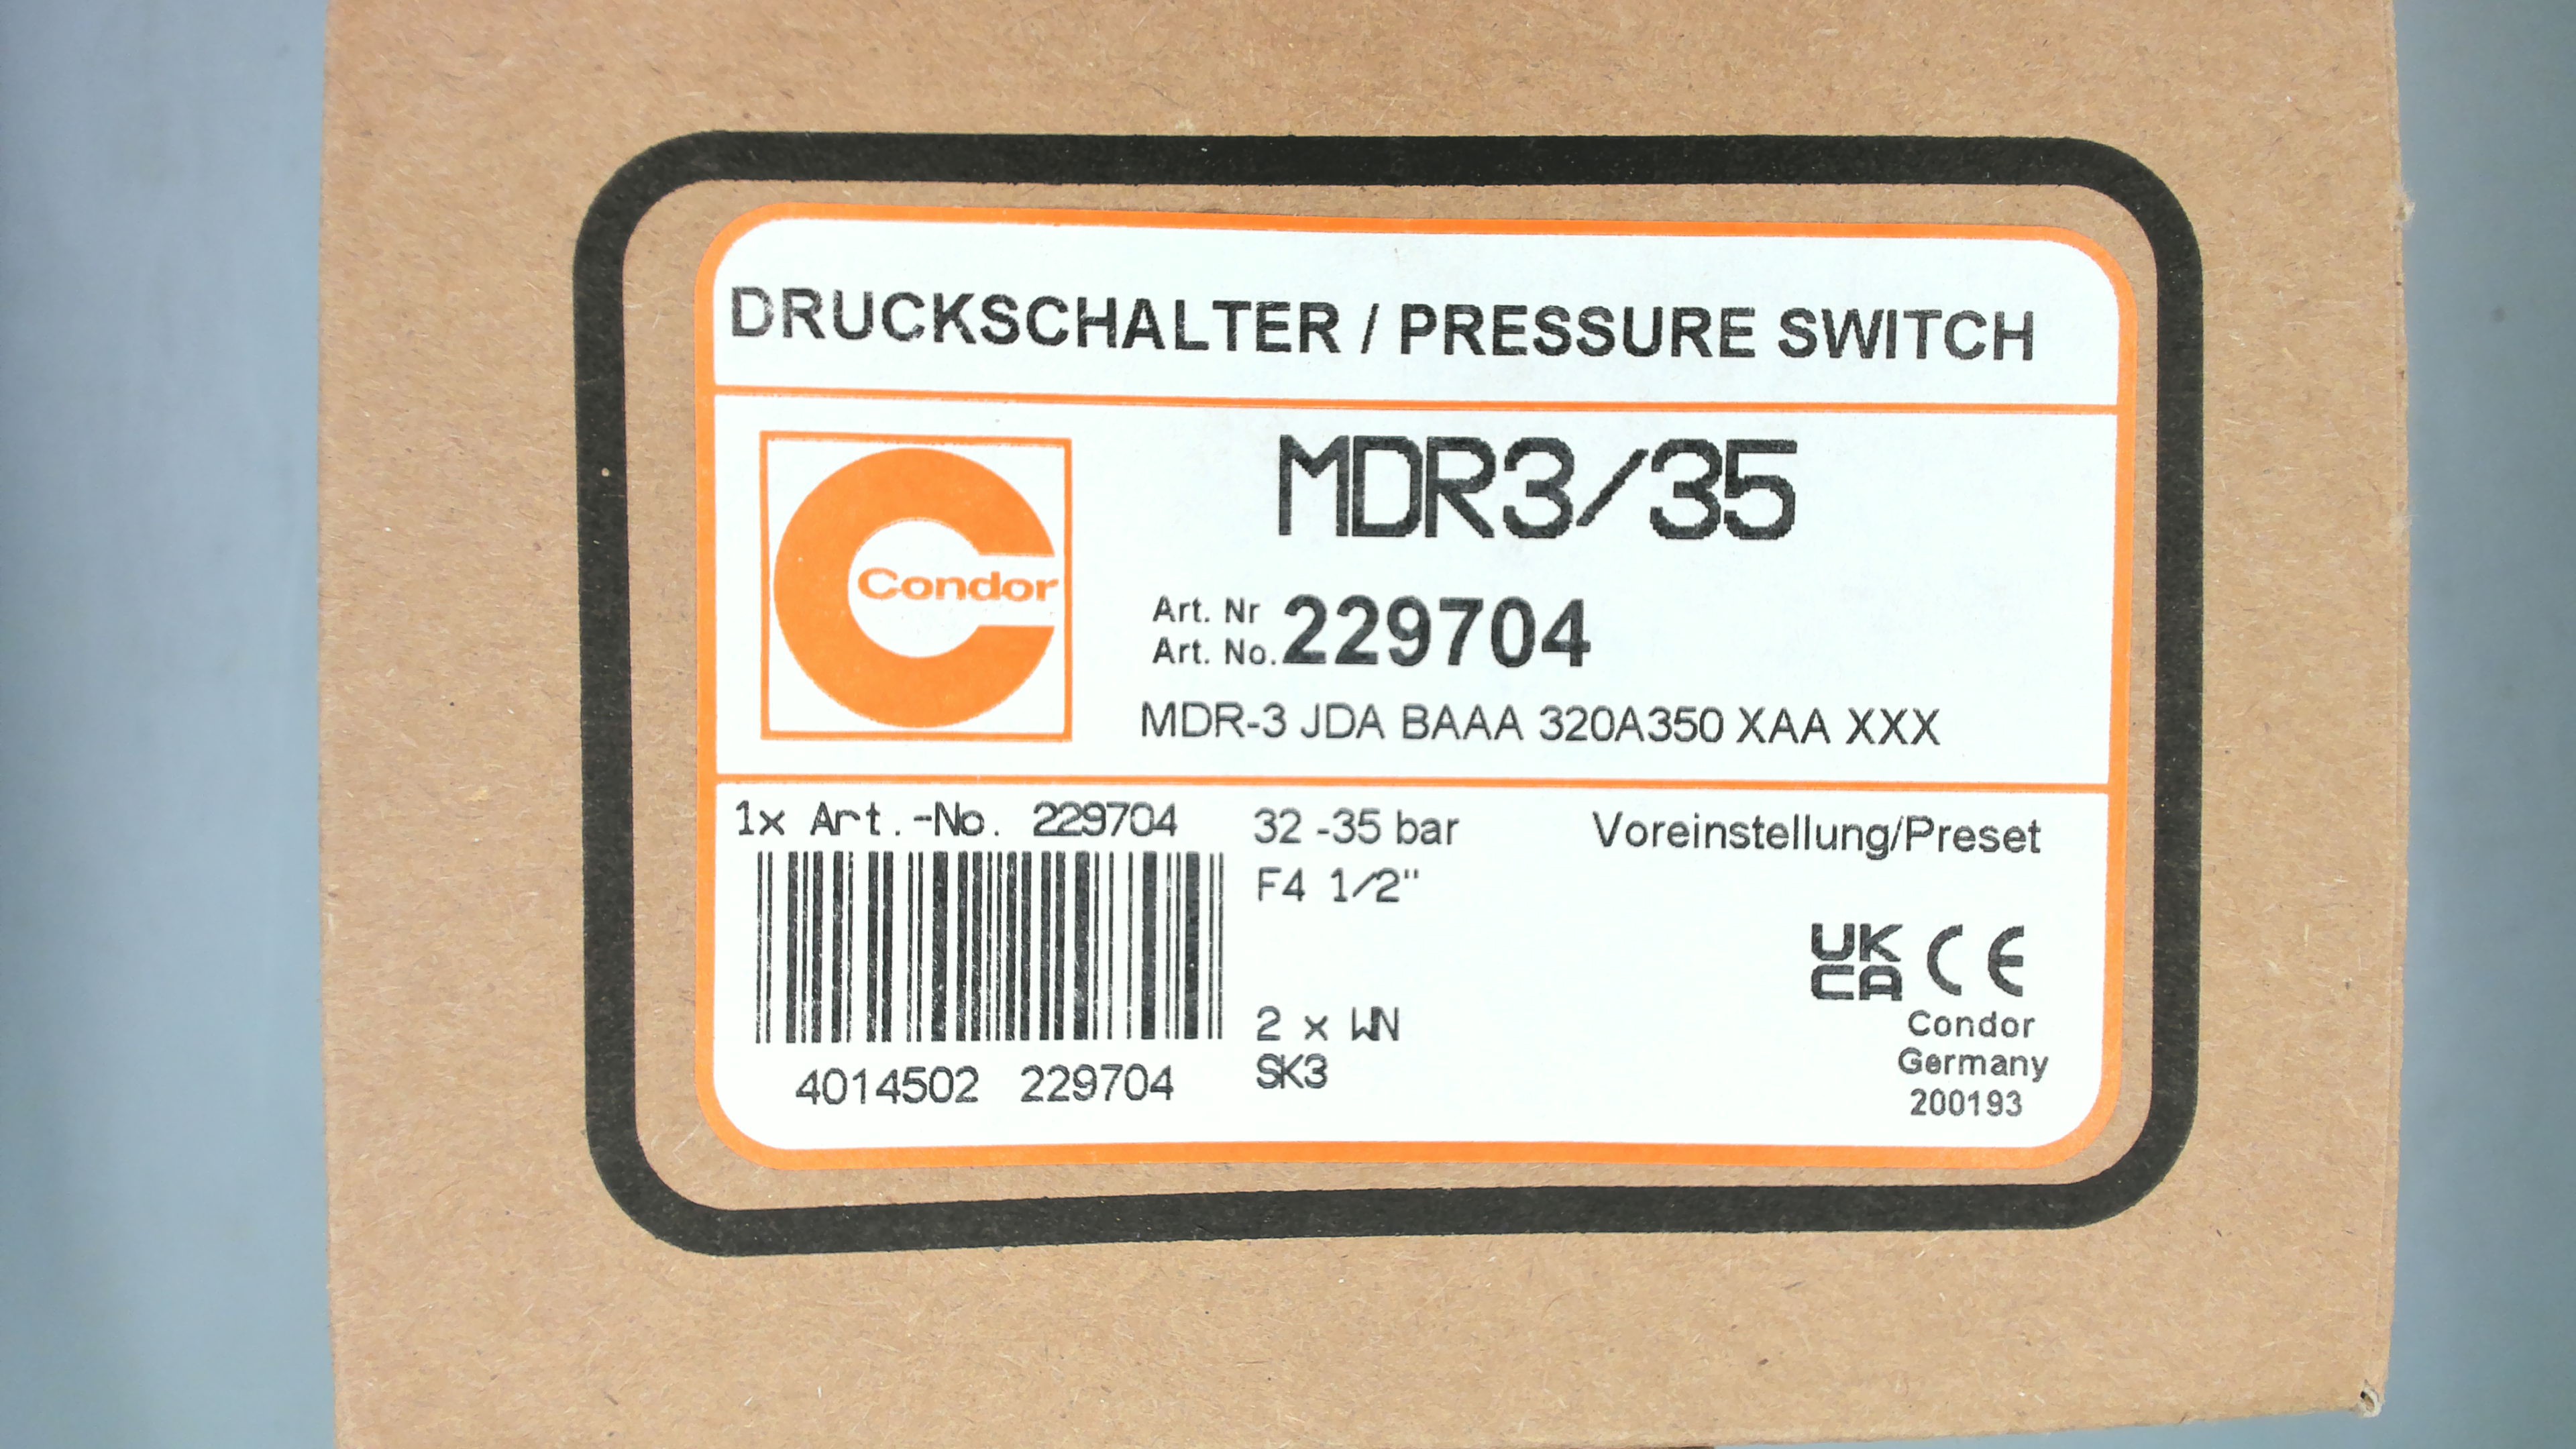 DRUCKSCHALTER / PRESSURE SWITCH
Condor
MDR3/35
Art. Nr
Art. No. 229704
MDR-3 JDA BAAA 320A350 XAA XXX
1x Art.-No. 229704
32 -35 bar
Voreinstellung/Preset
F4 1/2"
UK
CA CE
2 x WN
SK3
4014502 229704
Condor
Germany
200193